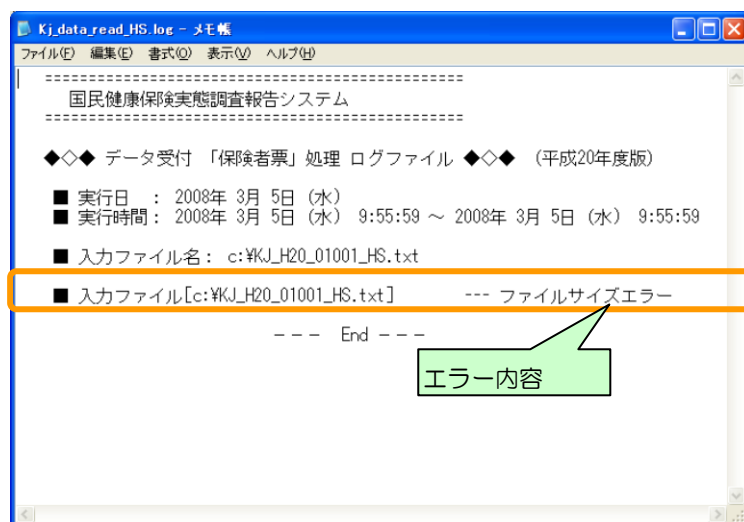 Kj_data_read_HS.log - メモ帳
ファイル(F) 編集(E) 書式(O) 表示(V) ヘルプ(H)
================================================
国民健康保険実態調査報告システム
================================================
◆◇◆ データ受付 「保険者票」処理 ログファイル ◆◇◆ (平成20年度版)
■ 実行日 : 2008年 3月 5日 (水)
■ 実行時間: 2008年 3月 5日 (水) 9:55:59 ~ 2008年 3月 5日 (水) 9:55:59
■ 入力ファイル名: c:¥KJ_H20_01001_HS.txt
■ 入力ファイル[c:¥KJ_H20_01001_HS.txt] --- ファイルサイズエラー
--- End ---
エラー内容